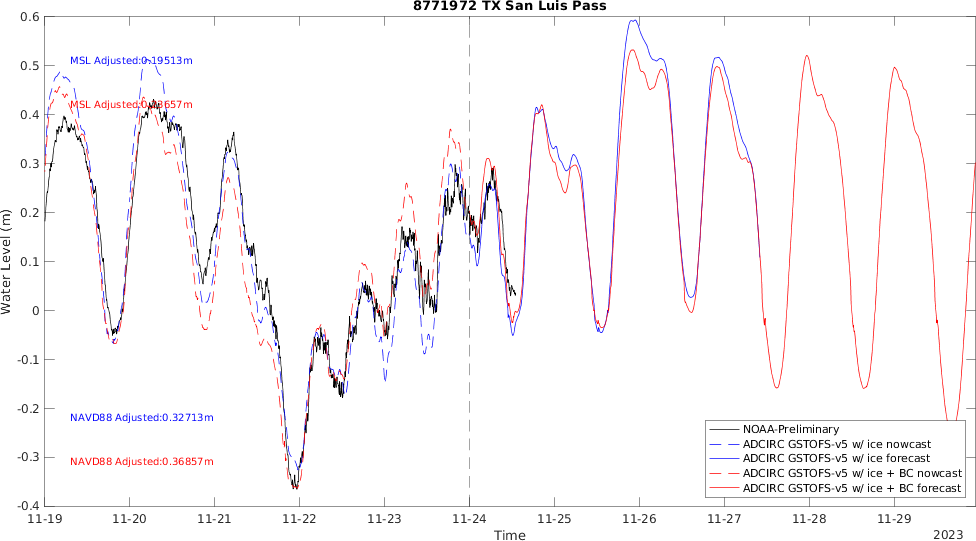 8771972 TX San Luis Pass
0.6
0.5
0.4
0.3
0.2
0.1
0
-0.1
-0.2
-0.3
-0.4
Water Level (m)
MSL Adjusted:0.19513m
MSL Adjusted:
NAVD88 Adjusted:0.32713m
NAVD88 Adjusted:0.36857m
NOAA-Preliminary
ADCIRC GSTOFS-v5 w/ ice nowcast
ADCIRC GSTOFS-v5 w/ ice forecast
ADCIRC GSTOFS-v5 w/ ice + BC nowcast
ADCIRC GSTOFS-v5 w/ ice + BC forecast
11-19 11-20 11-21 11-22 11-23 11-24 11-25 11-26 11-27 11-28 11-29
Time
2023